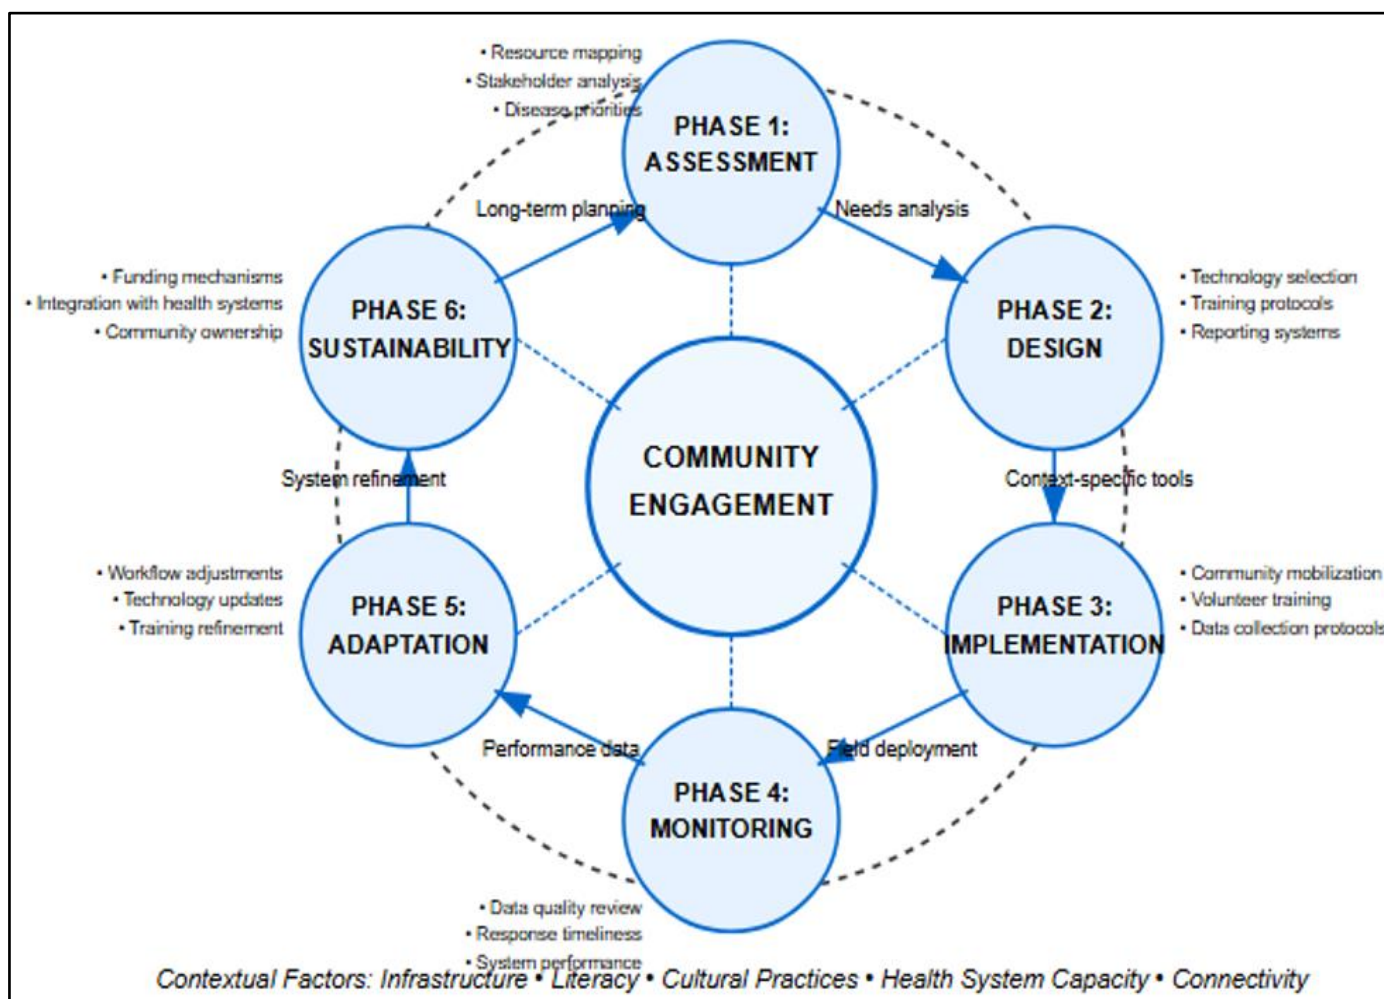 • Resource mapping
• Stakeholder analysis
• Disease priorities
PHASE 1:
ASSESSMENT
Long-term planning
Needs analysis
• Funding mechanisms
• Integration with health systems
• Community ownership
PHASE 6:
SUSTAINABILITY
PHASE 2:
DESIGN
• Technology selection
• Training protocols
• Reporting systems
COMMUNITY
ENGAGEMENT
System refinement
Context-specific tools
• Workflow adjustments
• Technology updates
• Training refinement
PHASE 5:
ADAPTATION
PHASE 3:
IMPLEMENTATION
• Community mobilization
• Volunteer training
• Data collection protocols
Performance data
Field deployment
PHASE 4:
MONITORING
• Data quality review
• Response timeliness
• System performance
Contextual Factors: Infrastructure • Literacy • Cultural Practices • Health System Capacity • Connectivity